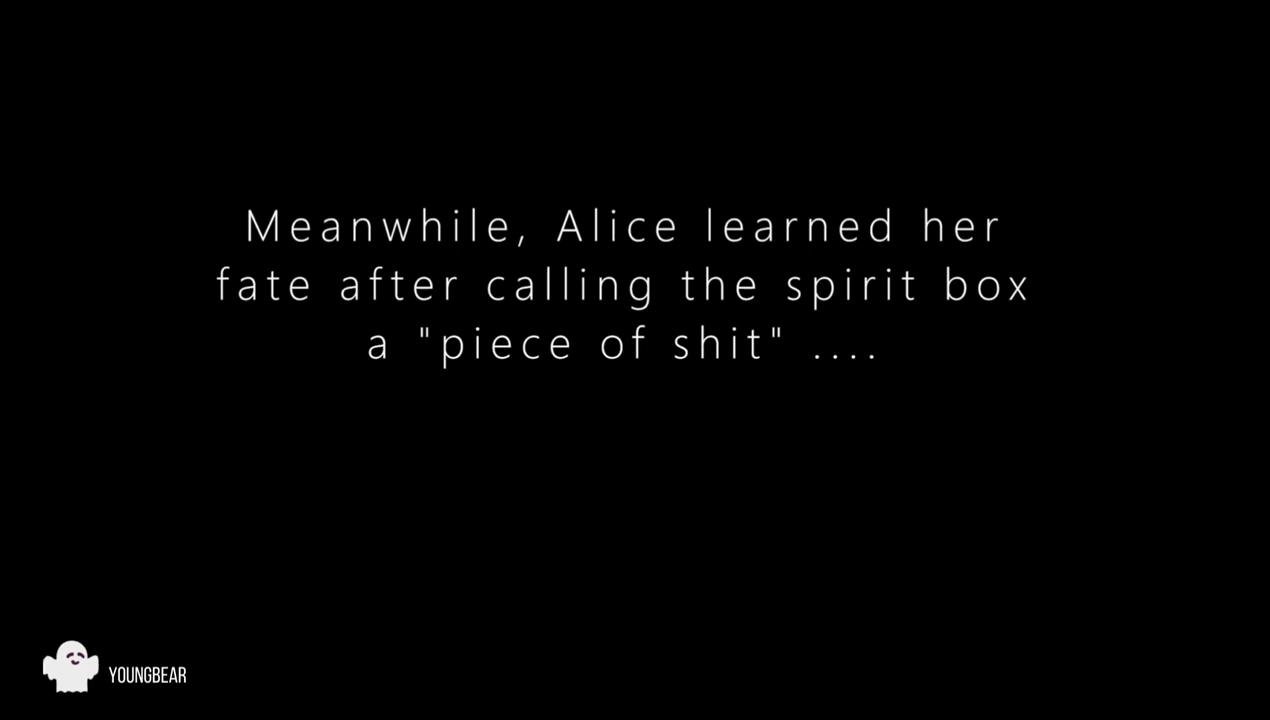 Meanwhile, Alice learned her
fate after calling the spirit box
a "piece of shit" ....
YOUNGBEAR